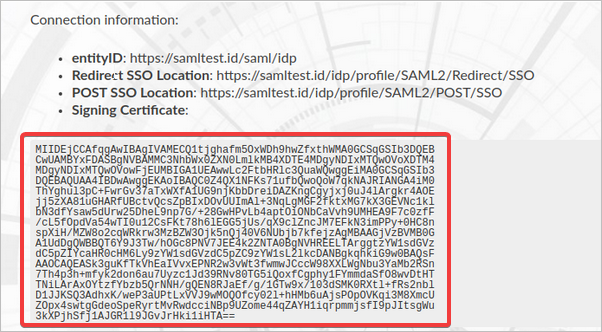 Connection information:
• entityID: https://samltest.id/saml/idp
• Redirect SSO Location: https://samltest.id/idp/profile/SAML2/Redirect/SSO
• POST SSO Location: https://samltest.id/idp/profile/SAML2/POST/SSO
• Signing Certificate:
MIIDEjCCAfqgAwIBAgIVAMECQ1tjghafm5OxWDh9hwZfxthWMA0GCSqGSIb3DQEB
CwUAMBYxFDASBgNVBAMMC3NhbWx0ZXN0LmlkMB4XDTE4MDgyNDIxMTQwOVoXDTM4
MDgyNDIxMTQwOVowFjEUMBIGA1UEAwwLc2FtbHRlc3QuaWQwggEiMA0GCSqGSIb3
DQEBAQUAA4IBDwAwggEKAoIBAQC0Z4QX1NFKs71ufbQwoQoW7qkNAJRIANGA4iM0
ThYghul3pC+FwrGv37aTxWXfA1UG9njKbbDreiDAZKngCgyjxj0uJ4lArgkr4AOE
jj5zXA81uGHARfUBctvQcsZpBIxDOvUUImAl+3NqLgMGF2fktxMG7kX3GEVNc1kl
bN3dfYsaw5dUrw25DheL9np7G/+28GwHPvLb4aptOiONbCaVvh9UMHEA9F7c0zfF
/cL5fOpdVa54wTI0u12CsFKt78h6lEGG5jUs/qX9clZncJM7EFkN3imPPy+0HC8n
spXiH/MZW8o2cqWRkrw3MzBZW3Ojk5nQj40V6NUbjb7kfejzAgMBAAGjVzBVMB0G
A1UdDgQWBBQT6Y9J3Tw/hOGc8PNV7JEE4k2ZNTA0BgNVHREELTArggtzYW1sdGVz
dC5pZIYcaHR0cHM6Ly9zYW1sdGVzdC5pZC9zYW1sL2lkcDANBgkqhkiG9w0BAQsF
AAOCAQEASk3guKfTkVhEaIVvxEPNR2w3vWt3fwmwJCccW98XXLWgNbu3YaMb2RSn
7Th4p3h+mfyk2don6au7Uyzc1Jd39RNv80TG5iQoxfCgphy1FYmmdaSfO8wvDtHT
TNiLArAxOYtzfYbzb5QrNNH/gQEN8RJaEf/g/1GTw9x/103dSMK0RXtl+fRs2nbl
D1JJKSQ3AdhxK/weP3aUPtLxVVJ9wMOQOfcy02l+hHMb6uAjsPOpOVKqi3M8XmcU
ZOpx4swtgGdeoSpeRyrtMvRwdcciNBp9UZome44qZAYH1iqrpmmjsfI9pJItsgWu
3kXPjhSfj1AJGR1l9JGvJrHki1iHTA==